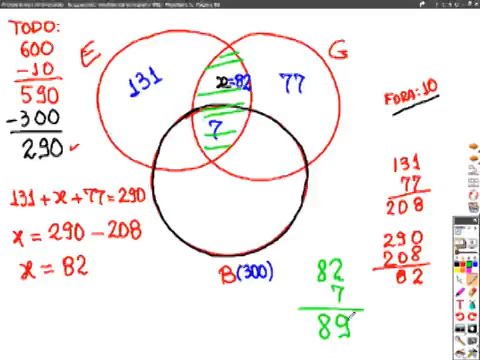 TODO:
600
-10
590
-300
290
131 + x + 77 = 290
x = 290 - 208
x = 82
E
G
131
x=82
77
7
B(300)
FORA: 10
131
77
208
290
208
82
82
7
89